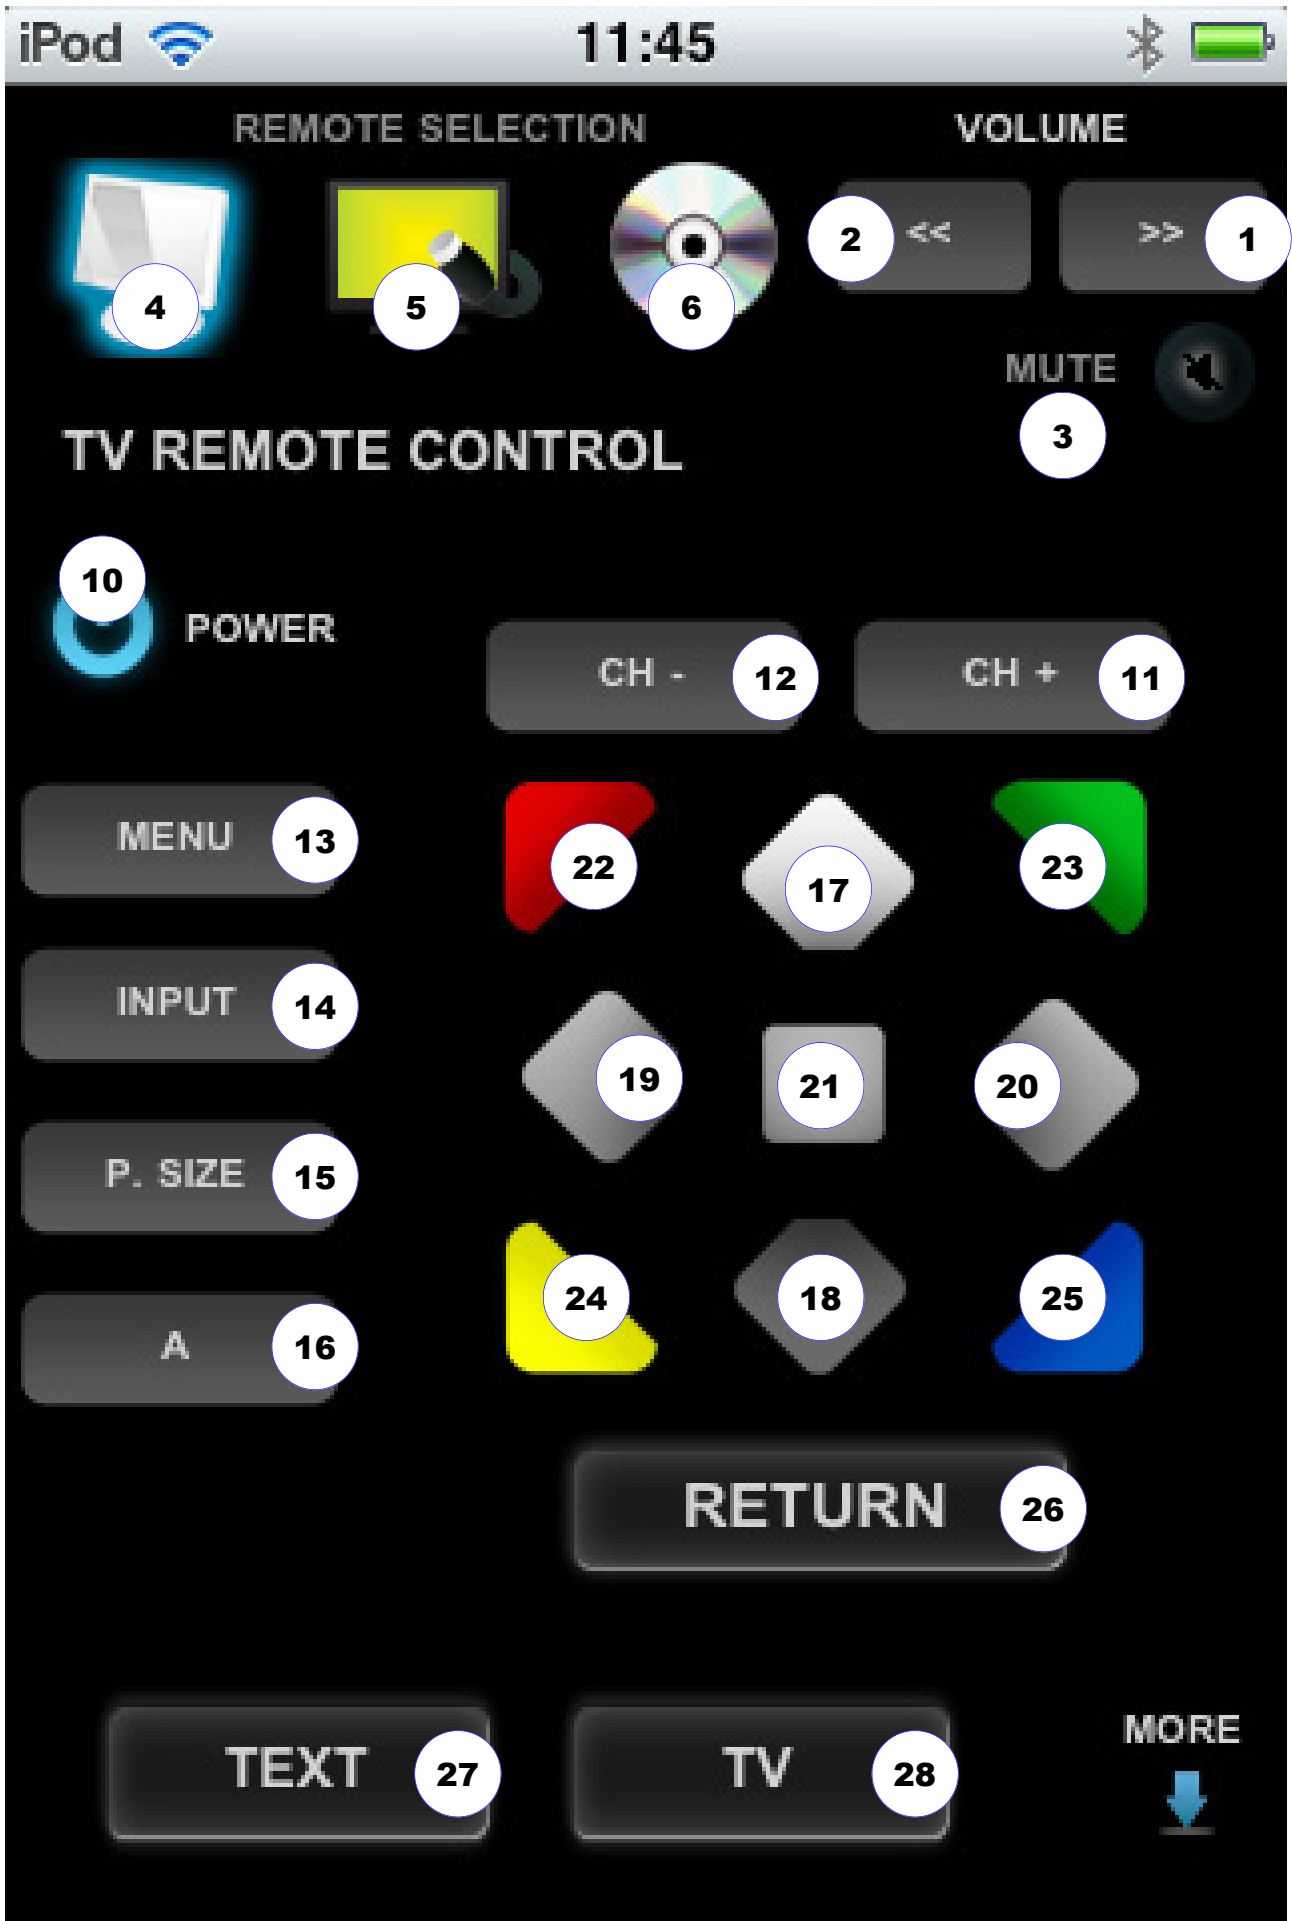 iPod 11:45
REMOTE SELECTION VOLUME
2 << >> 1
4 5 6
MUTE
3
TV REMOTE CONTROL
10
POWER
CH - 12 CH + 11
MENU 13
22 17 23
INPUT 14
19 21 20
P. SIZE 15
24 18 25
A 16
RETURN 26
MORE
TEXT 27 TV 28